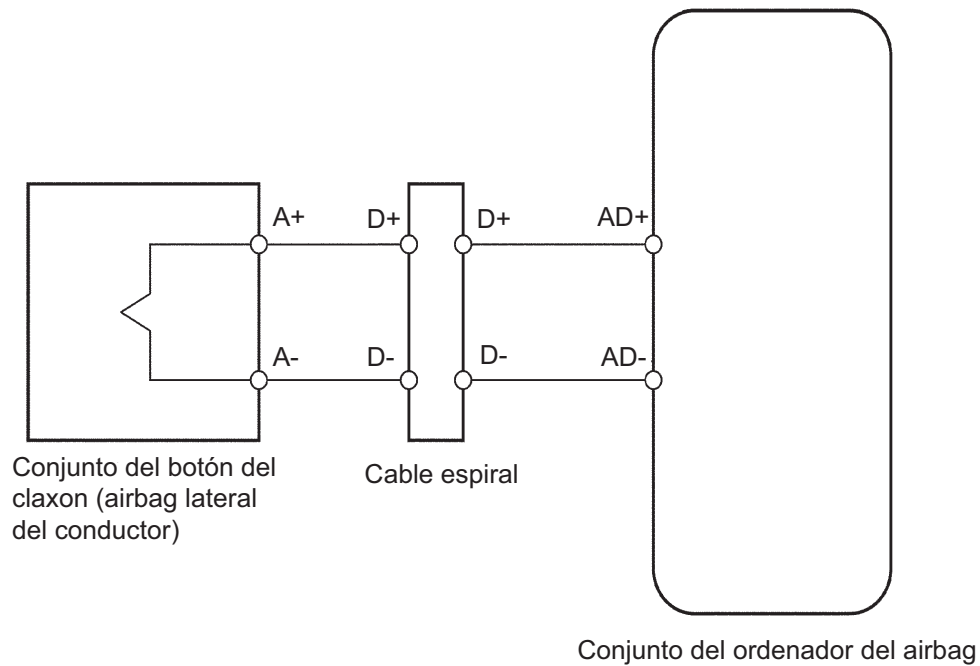 A+ D+ D+ AD+
A- D- D- AD-
Conjunto del botón del
claxon (airbag lateral
del conductor)
Cable espiral
Conjunto del ordenador del airbag